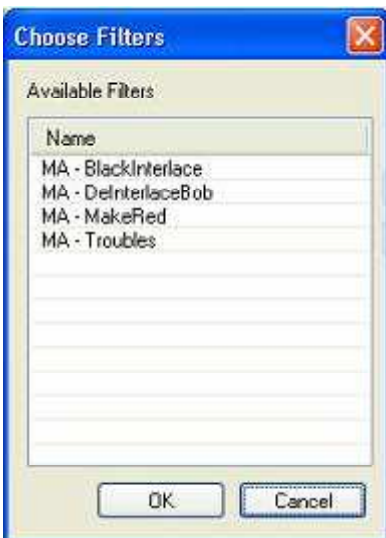 Choose Filters
Available Filters
Name
MA - BlackInterlace
MA - DeInterlaceBob
MA - MakeRed
MA - Troubles
OK Cancel